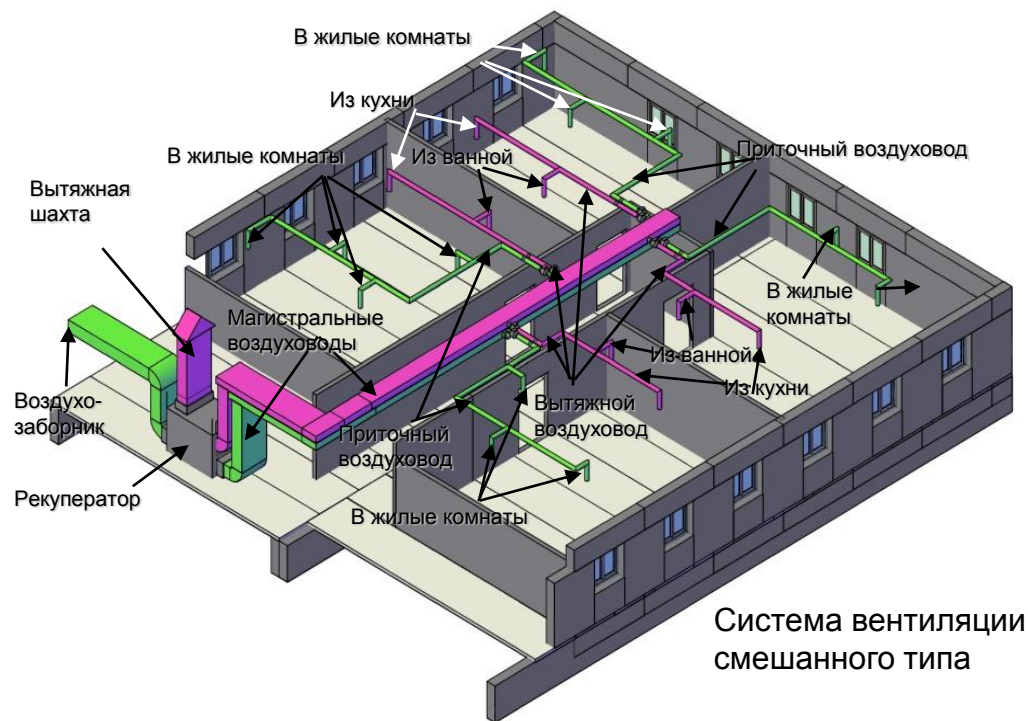 В жилые комнаты
Из кухни
В жилые комнаты
Из ванной
Приточный воздуховод
Вытяжная
шахта
В жилые
комнаты
Магистральные
воздуховоды
Из ванной
Из кухни
Воздухо-
заборник
Вытяжной
воздуховод
Приточный
воздуховод
Рекуператор
В жилые комнаты
Система вентиляции
смешанного типа